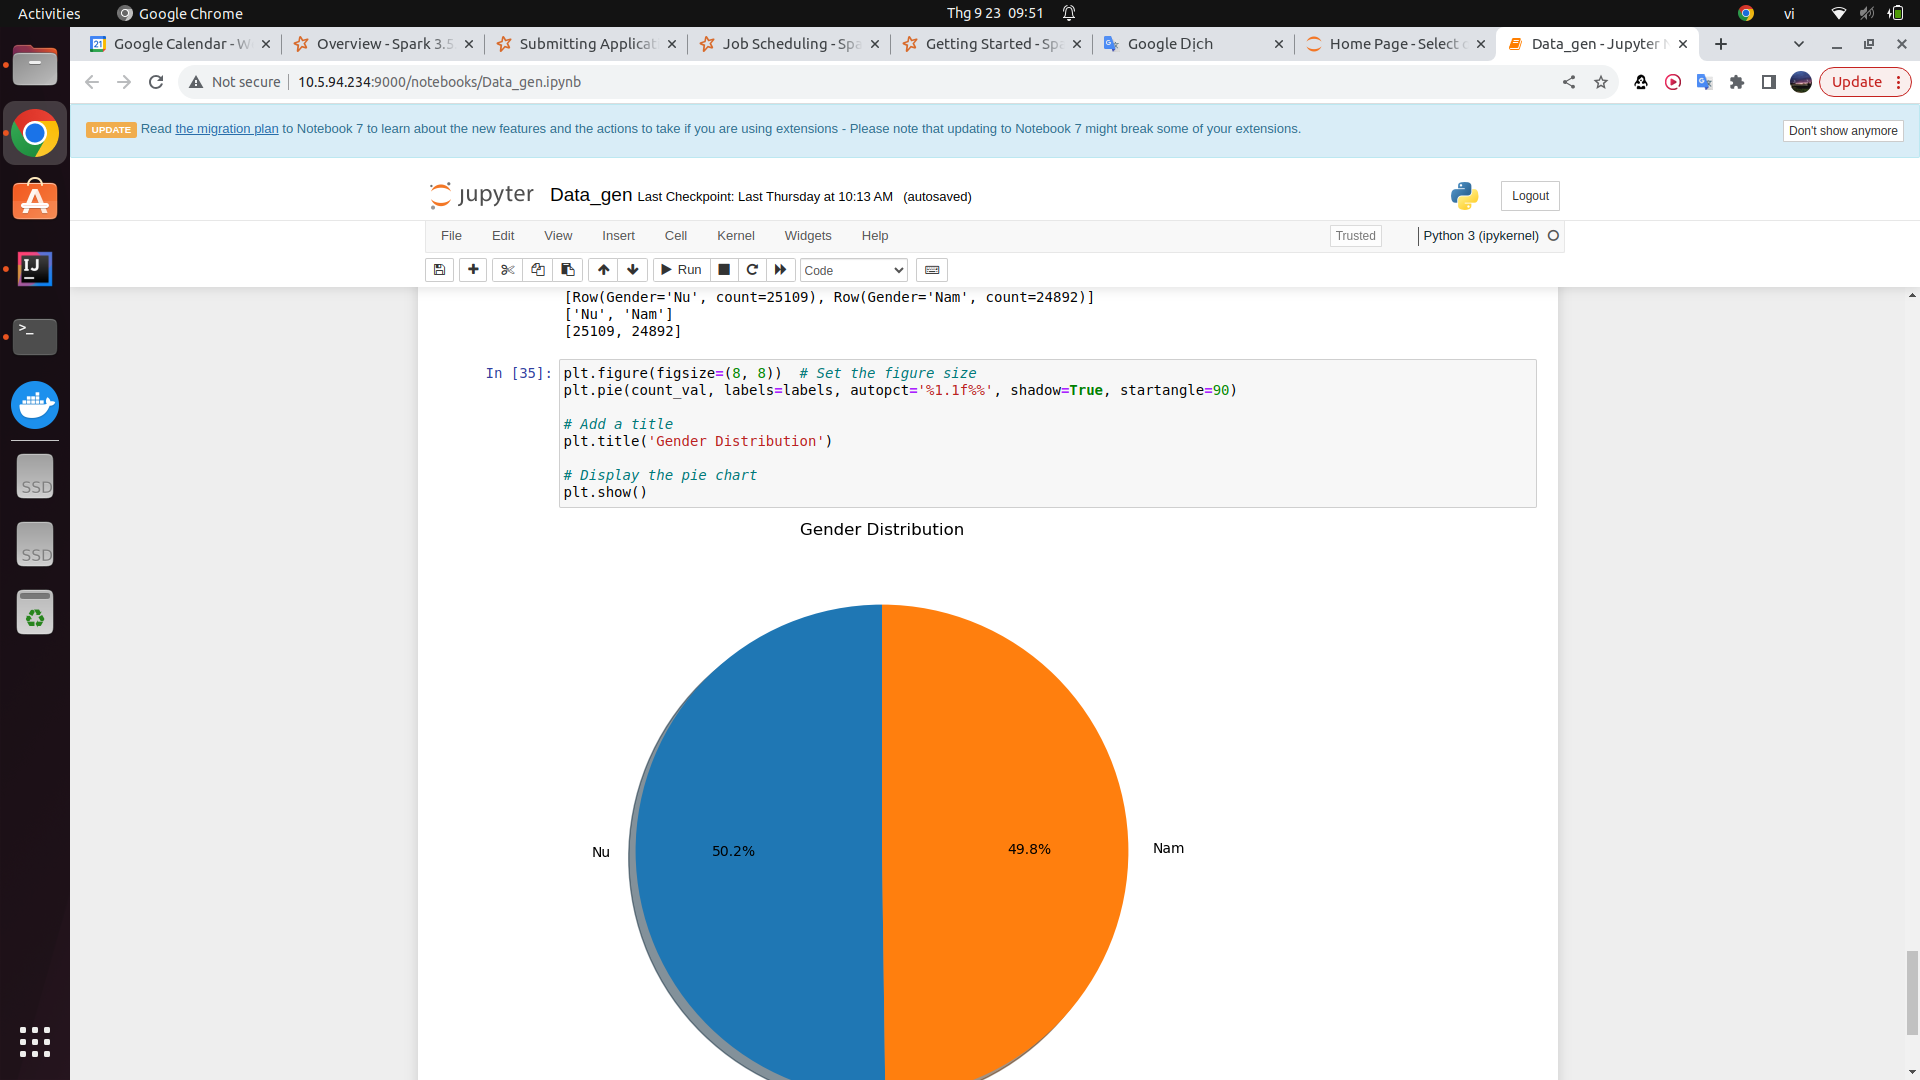 Activities
Google Chrome
Thg 9 23 09:51
vi
Google Calendar - W
Overview - Spark 3.5
Submitting Applicat
Job Scheduling - Spa
Getting Started - Spa
Google Dịch
Home Page - Select o
Data_gen - Jupyter N
Not secure
10.5.94.234:9000/notebooks/Data_gen.ipynb
Update
UPDATE Read the migration plan to Notebook 7 to learn about the new features and the actions to take if you are using extensions - Please note that updating to Notebook 7 might break some of your extensions.
Don't show anymore
jupyter
Data_gen Last Checkpoint: Last Thursday at 10:13 AM (autosaved)
Logout
File Edit View Insert Cell Kernel Widgets Help
Trusted
Python 3 (ipykernel)
Run
Code
[Row(Gender='Nu', count=25109), Row(Gender='Nam', count=24892)]
['Nu', 'Nam']
[25109, 24892]
In [35]:
plt.figure(figsize=(8, 8))  # Set the figure size
plt.pie(count_val, labels=labels, autopct='%1.1f%%', shadow=True, startangle=90)
# Add a title
plt.title('Gender Distribution')
# Display the pie chart
plt.show()
Gender Distribution
Nu
50.2%
49.8%
Nam
21
IJ
>_
SSD
SSD